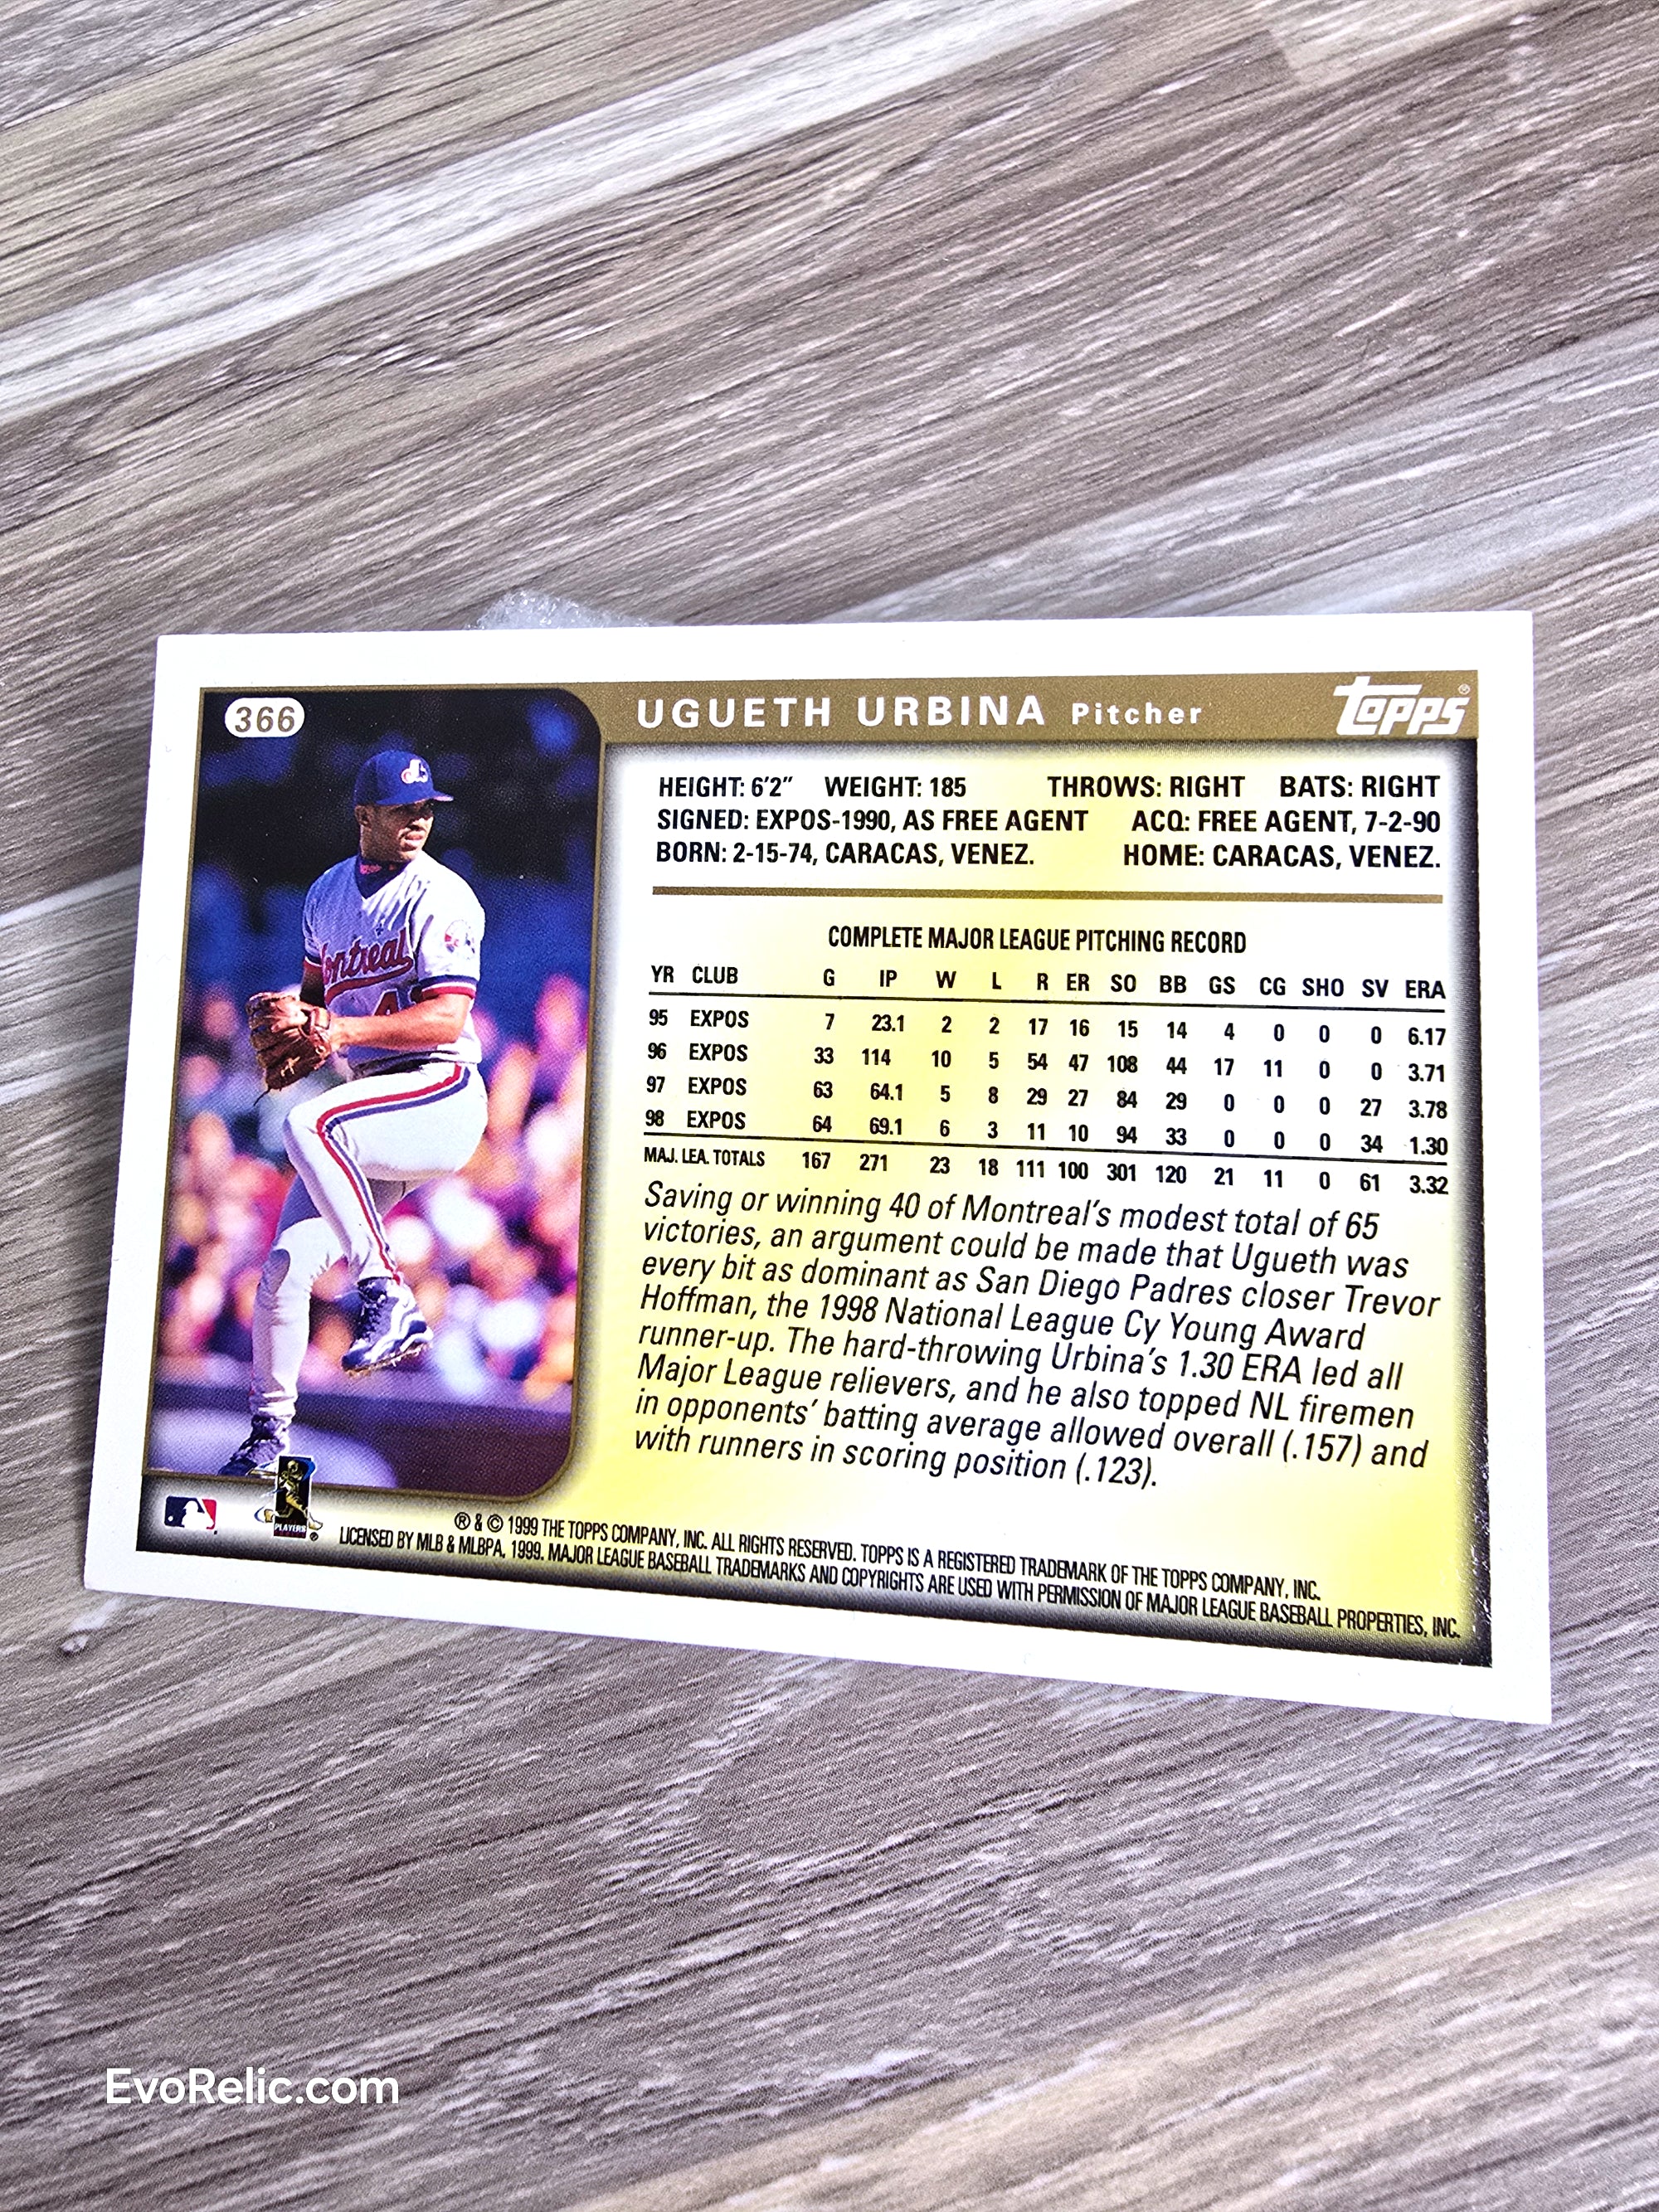 366
UGUETH URBINA Pitcher
topps®
HEIGHT: 6'2" WEIGHT: 185 THROWS: RIGHT BATS: RIGHT
SIGNED: EXPOS-1990, AS FREE AGENT ACQ: FREE AGENT, 7-2-90
BORN: 2-15-74, CARACAS, VENEZ. HOME: CARACAS, VENEZ.
COMPLETE MAJOR LEAGUE PITCHING RECORD
YR CLUB G IP W L R ER SO BB GS CG SHO SV ERA
95 EXPOS 7 23.1 2 2 17 16 15 14 4 0 0 0 6.17
96 EXPOS 33 114 10 5 54 47 108 44 17 11 0 0 3.71
97 EXPOS 63 64.1 5 8 29 27 84 29 0 0 0 27 3.78
98 EXPOS 64 69.1 6 3 11 10 94 33 0 0 0 34 1.30
MAJ. LEA. TOTALS 167 271 23 18 111 100 301 120 21 11 0 61 3.32
Saving or winning 40 of Montreal's modest total of 65
victories, an argument could be made that Ugueth was
every bit as dominant as San Diego Padres closer Trevor
Hoffman, the 1998 National League Cy Young Award
runner-up. The hard-throwing Urbina's 1.30 ERA led all
Major League relievers, and he also topped NL firemen
in opponents' batting average allowed overall (.157) and
with runners in scoring position (.123).
Montreal
PLAYERS
® & © 1999 THE TOPPS COMPANY, INC. ALL RIGHTS RESERVED. TOPPS IS A REGISTERED TRADEMARK OF THE TOPPS COMPANY, INC.
LICENSED BY MLB & MLBPA, 1999. MAJOR LEAGUE BASEBALL TRADEMARKS AND COPYRIGHTS ARE USED WITH PERMISSION OF MAJOR LEAGUE BASEBALL PROPERTIES, INC.
EvoRelic.com